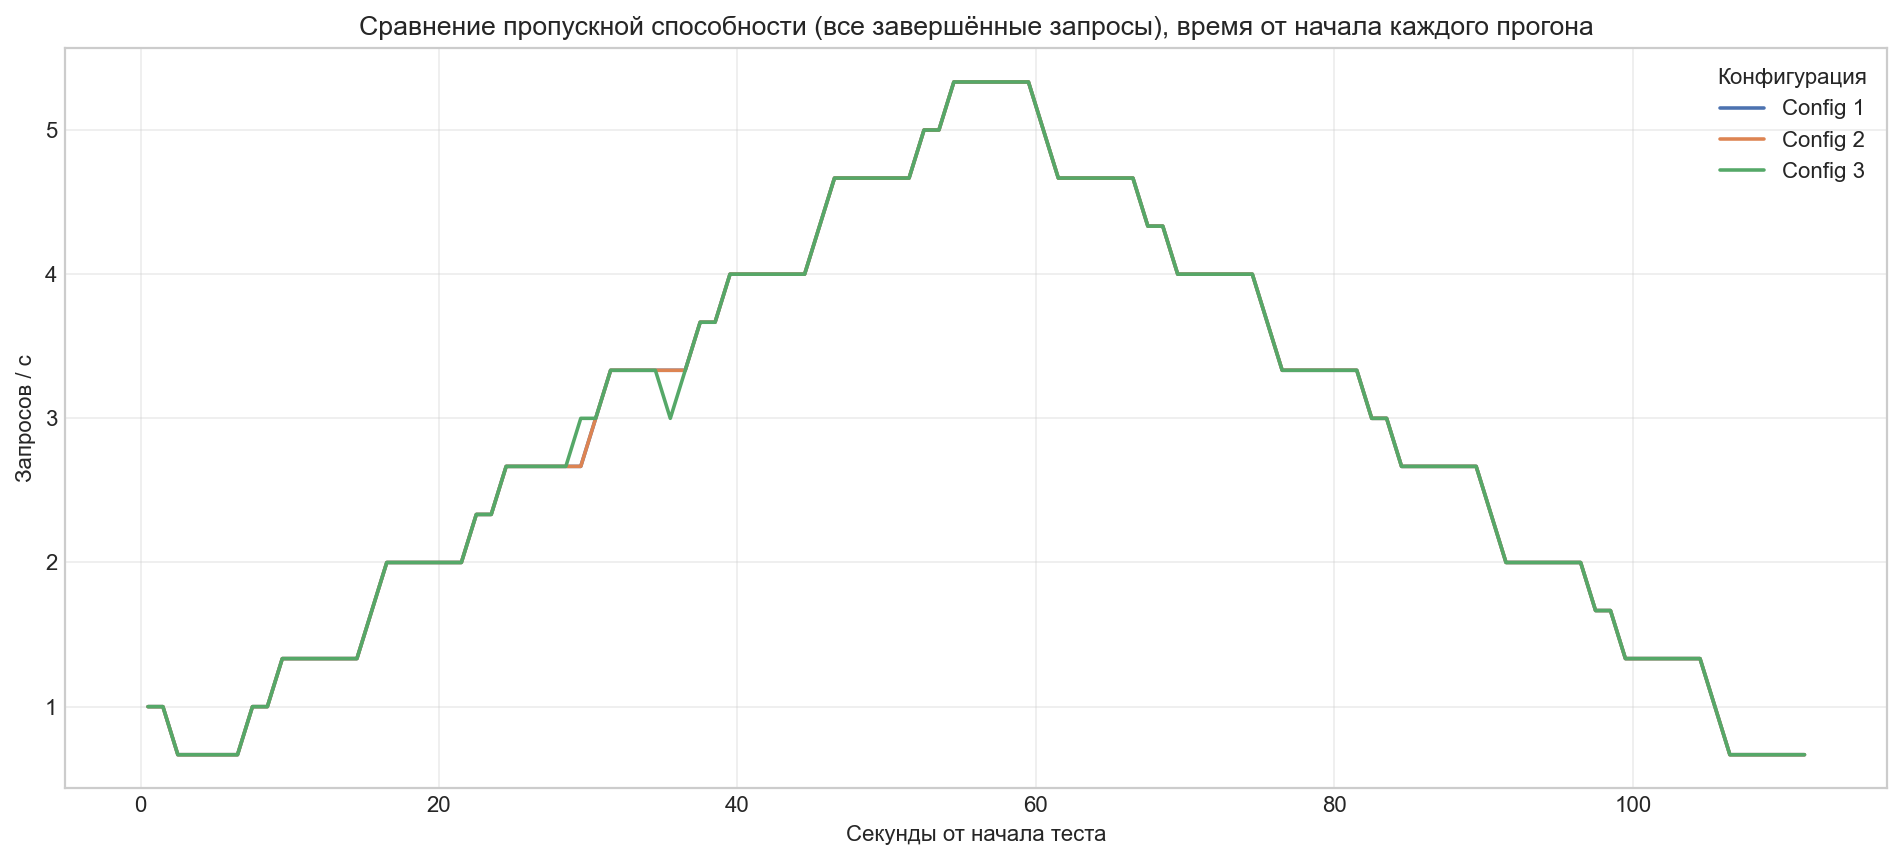 Сравнение пропускной способности (все завершённые запросы), время от начала каждого прогона
Конфигурация
Config 1
Config 2
Config 3
Запросов / с
5
4
3
2
1
0 20 40 60 80 100
Секунды от начала теста